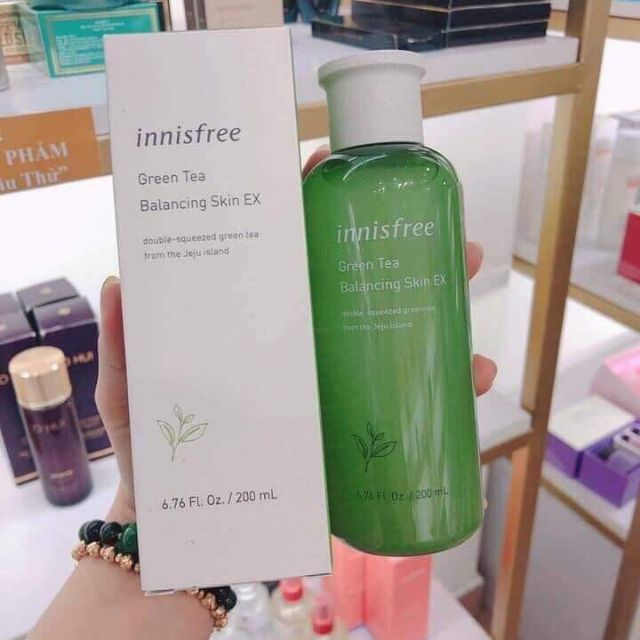 PHẨM
innisfree
Green Tea
Balancing Skin EX
double-squeezed green tea
from the Jeju island
6.76 Fl. Oz. / 200 mL
innisfree
Green Tea
Balancing Skin EX
double-squeezed green tea
from the Jeju island
6.76 Fl. Oz. / 200 mL